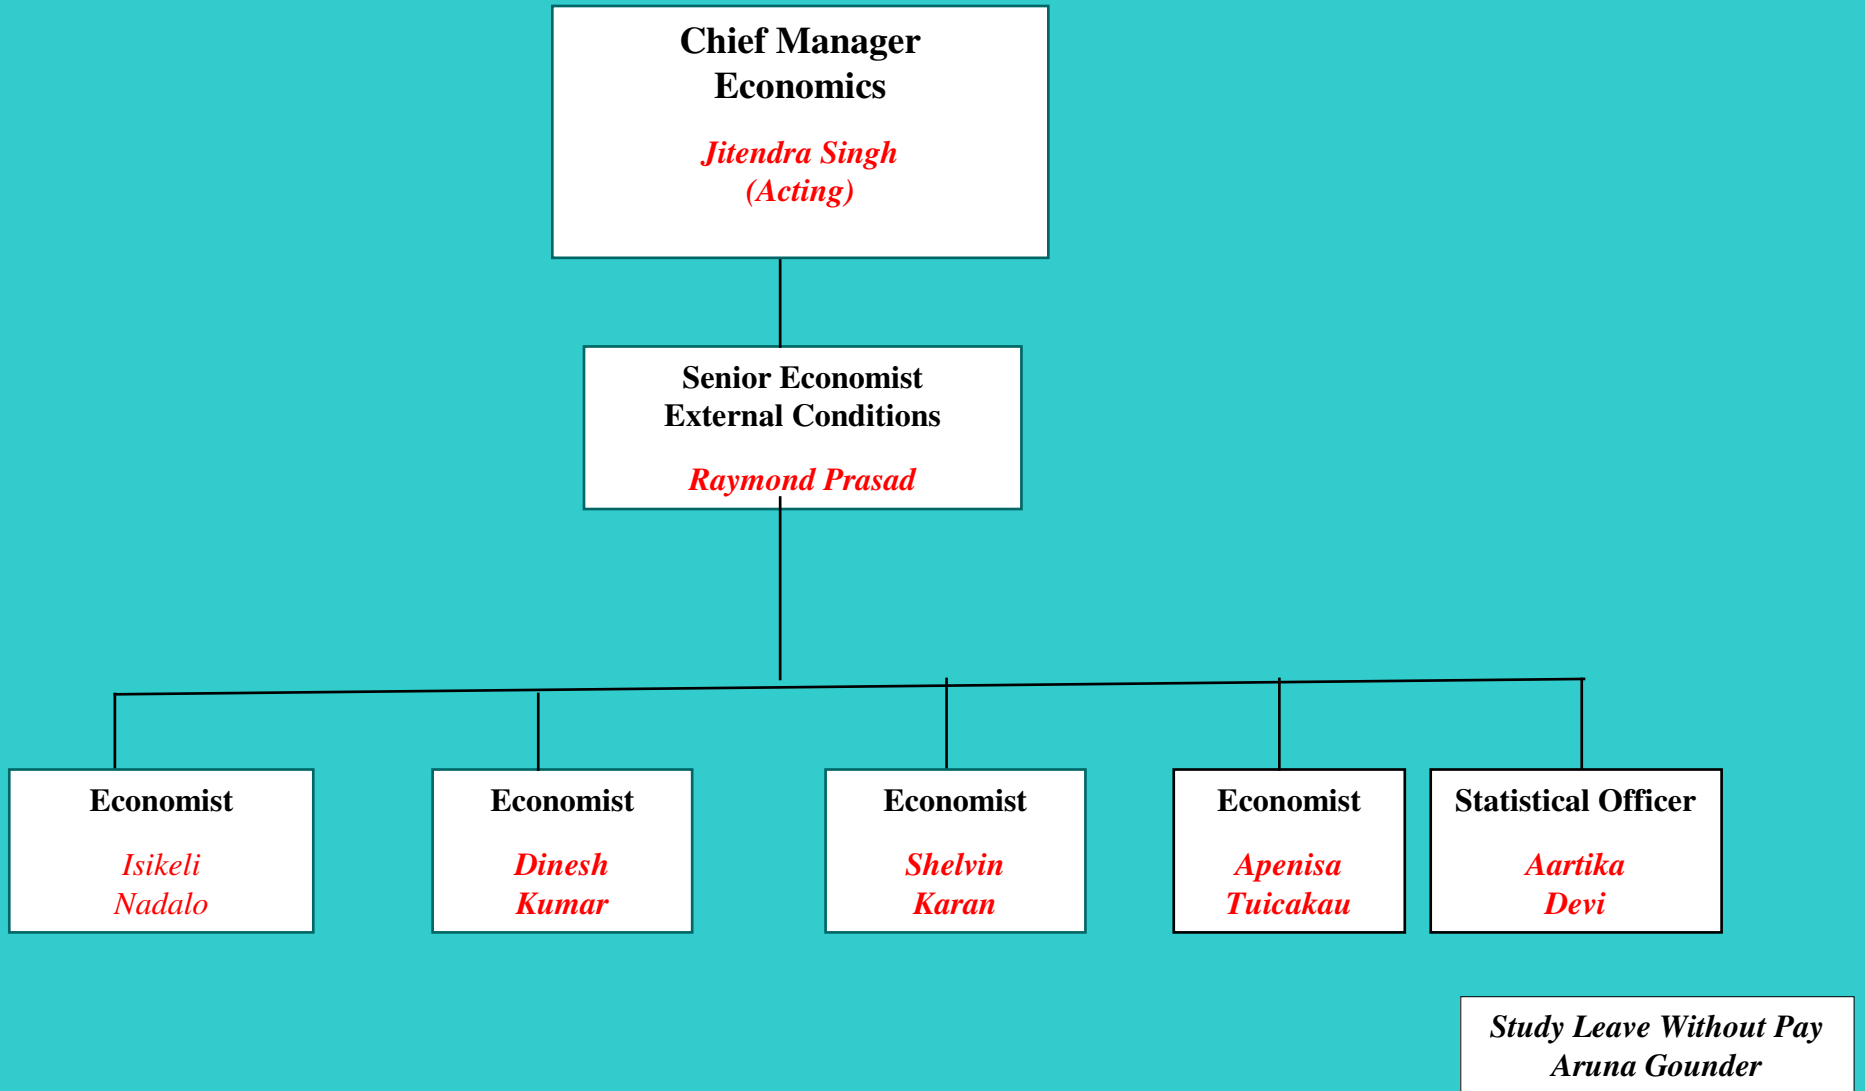 Chief Manager
Economics
Jitendra Singh
(Acting)
Senior Economist
External Conditions
Raymond Prasad
Economist
Isikeli
Nadalo
Economist
Dinesh
Kumar
Economist
Shelvin
Karan
Economist
Apenisa
Tuicakau
Statistical Officer
Aartika
Devi
Study Leave Without Pay
Aruna Gounder